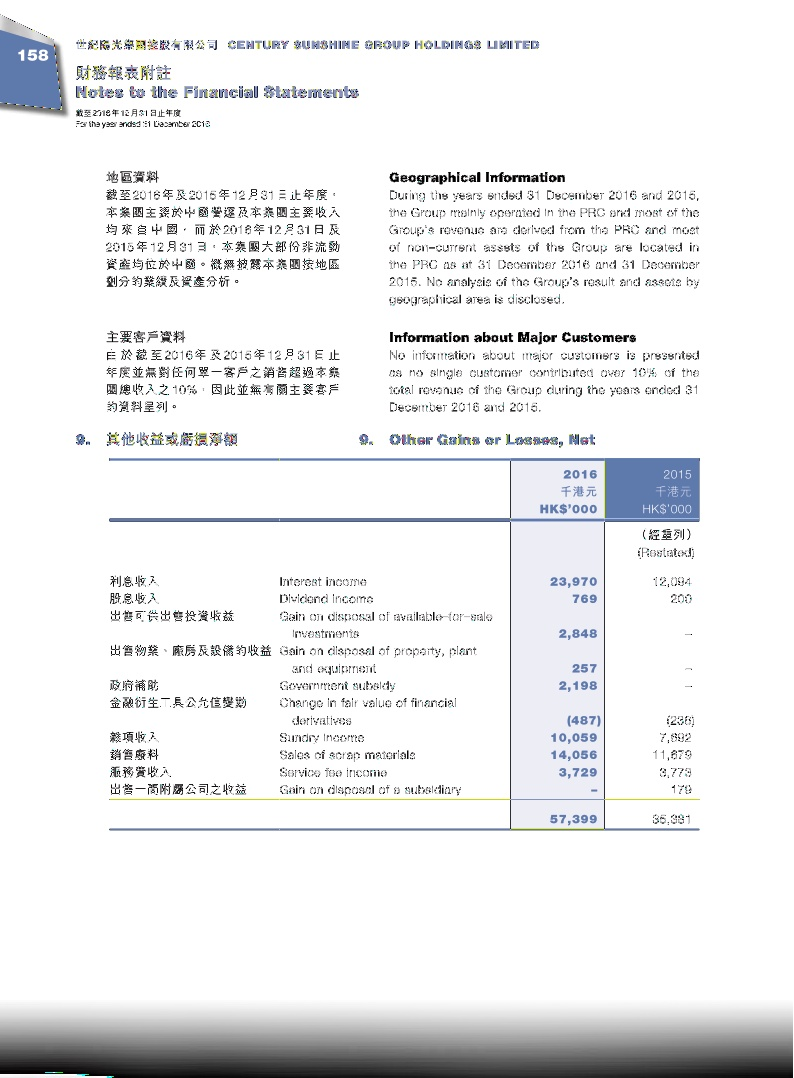 158
世紀陽光集團控股有限公司 CENTURY SUNSHINE GROUP HOLDINGS LIMITED
財務報表附註
Notes to the Financial Statements
截至2016年12月31日止年度
For the year ended 31 December 2016
地區資料
截至2016年及2015年12月31日止年度，
本集團主要於中國營運及本集團主要收入
均來自中國，而於2016年12月31日及
2015年12月31日，本集團大部份非流動
資產均位於中國。概無披露本集團按地區
劃分的業績及資產分析。
Geographical Information
During the years ended 31 December 2016 and 2015,
the Group mainly operated in the PRC and most of the
Group's revenue are derived from the PRC and most
of non-current assets of the Group are located in
the PRC as at 31 December 2016 and 31 December
2015. No analysis of the Group's result and assets by
geographical area is disclosed.
主要客戶資料
由於截至2016年及2015年12月31日止
年度並無對任何單一客戶之銷售超過本集
團總收入之10%，因此並無有關主要客戶
的資料呈列。
Information about Major Customers
No information about major customers is presented
as no single customer contributed over 10% of the
total revenue of the Group during the years ended 31
December 2016 and 2015.
9. 其他收益或虧損淨額
9. Other Gains or Losses, Net
2016 2015
千港元 千港元
HK$'000 HK$'000
（經重列）
(Restated)
利息收入 Interest income 23,970 12,094
股息收入 Dividend income 769 200
出售可供出售投資收益 Gain on disposal of available-for-sale
investments 2,848 –
出售物業、廠房及設備的收益 Gain on disposal of property, plant
and equipment 257 –
政府補助 Government subsidy 2,198 –
金融衍生工具公允值變動 Change in fair value of financial
derivatives (487) (236)
雜項收入 Sundry income 10,059 7,692
銷售廢料 Sales of scrap materials 14,056 11,679
服務費收入 Service fee income 3,729 3,773
出售一間附屬公司之收益 Gain on disposal of a subsidiary – 179
57,399 35,381